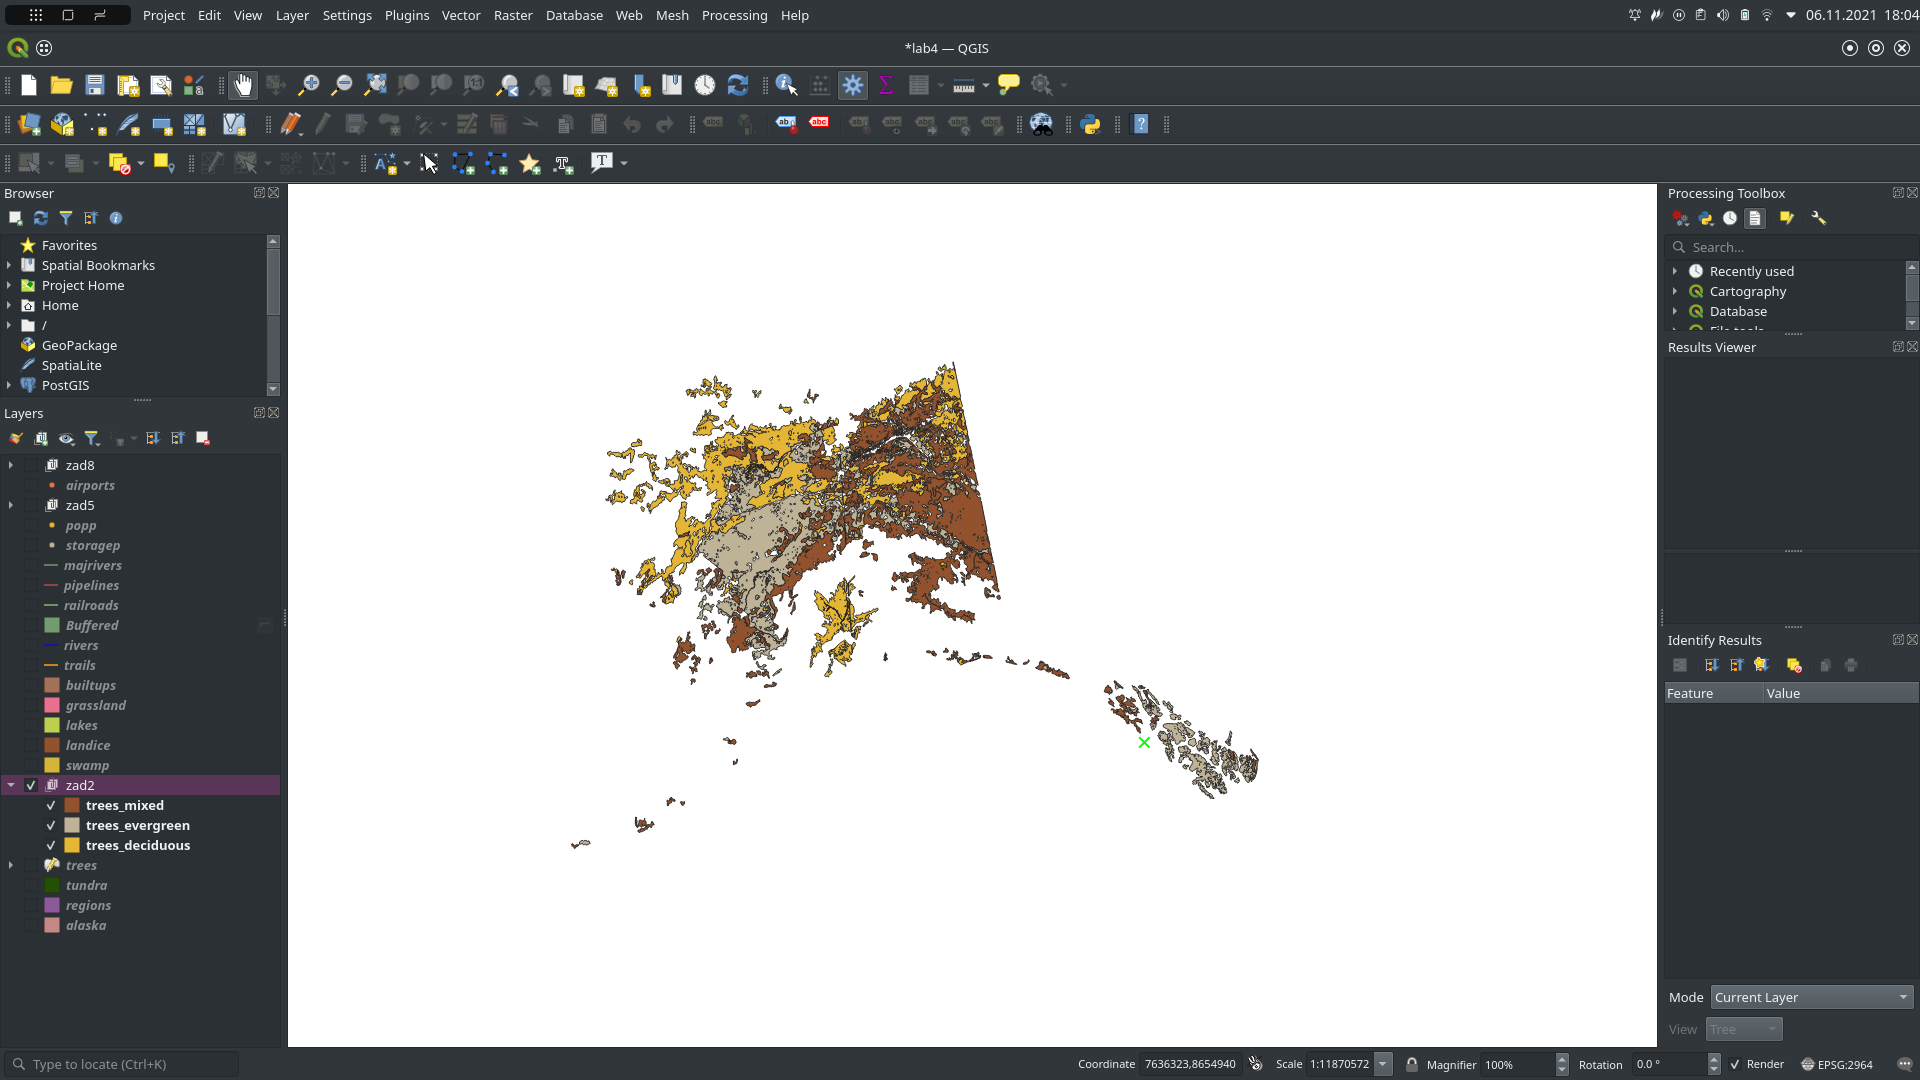 Project Edit View Layer Settings Plugins Vector Raster Database Web Mesh Processing Help
06.11.2021 18:04
*lab4 — QGIS
Browser
Favorites
Spatial Bookmarks
Project Home
Home
/
GeoPackage
SpatiaLite
PostGIS
Layers
zad8
airports
zad5
popp
storagep
majrivers
pipelines
railroads
Buffered
rivers
trails
builtups
grassland
lakes
landice
swamp
zad2
trees_mixed
trees_evergreen
trees_deciduous
trees
tundra
regions
alaska
Processing Toolbox
Search...
Recently used
Cartography
Database
Results Viewer
Identify Results
Feature Value
Mode Current Layer
View Tree
Type to locate (Ctrl+K)
Coordinate 7636323,8654940 Scale 1:11870572 Magnifier 100% Rotation 0.0 ° Render EPSG:2964